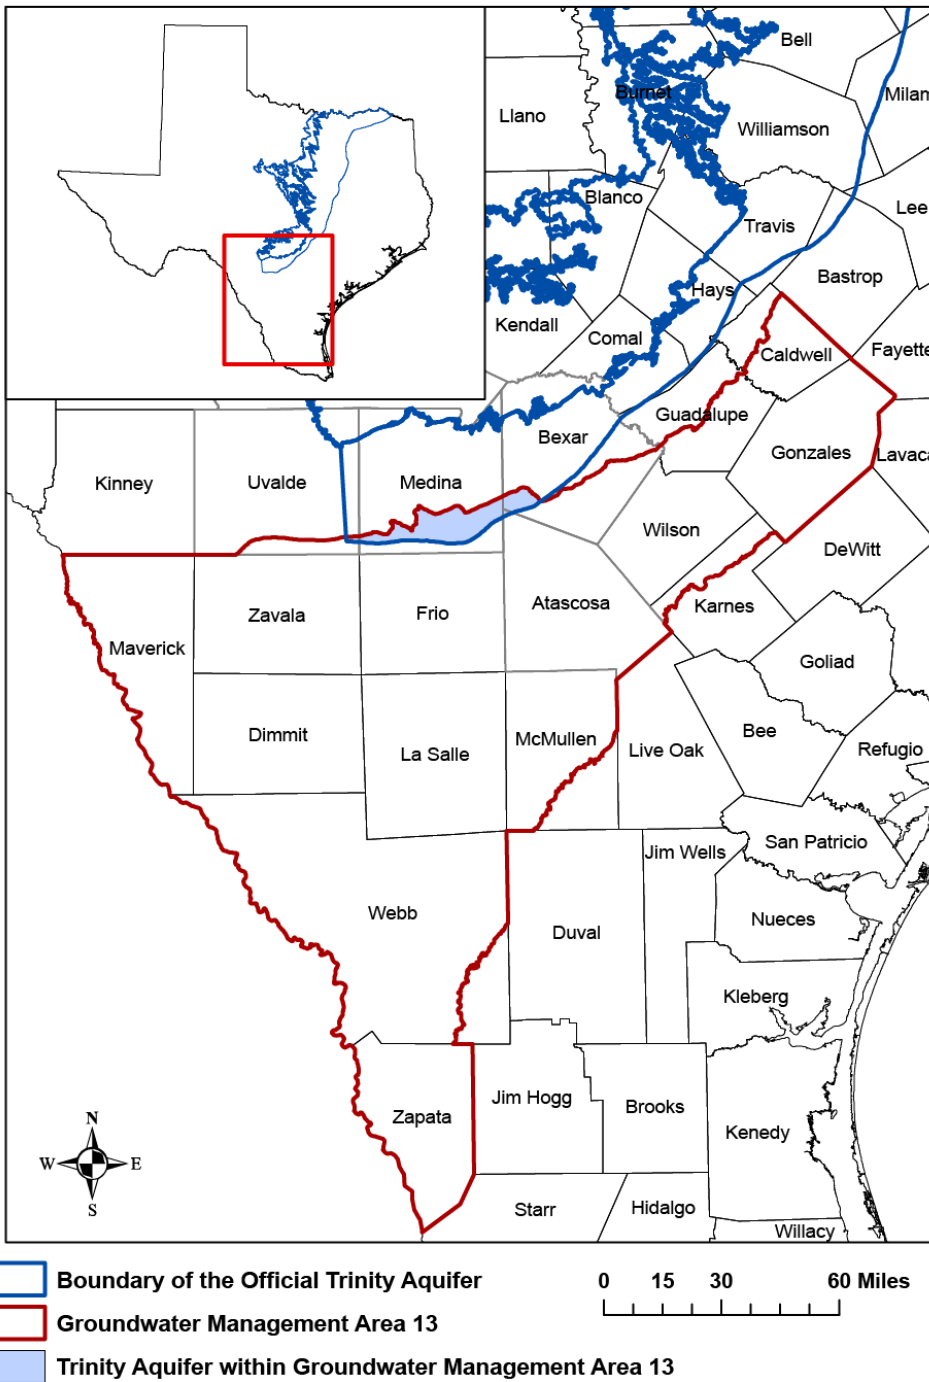 Bell
Burnet
Milam
Llano
Williamson
Blanco
Lee
Travis
Bastrop
Hays
Kendall
Comal
Caldwell
Fayette
Guadalupe
Bexar
Gonzales
Lavaca
Kinney
Uvalde
Medina
Wilson
DeWitt
Zavala
Frio
Atascosa
Karnes
Maverick
Goliad
Dimmit
La Salle
McMullen
Live Oak
Bee
Refugio
San Patricio
Jim Wells
Webb
Duval
Nueces
Kleberg
Zapata
Jim Hogg
Brooks
Kenedy
Starr
Hidalgo
Willacy
N
W E
S
Boundary of the Official Trinity Aquifer
Groundwater Management Area 13
Trinity Aquifer within Groundwater Management Area 13
0 15 30 60 Miles